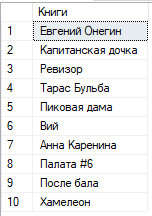 Книги
1 Евгений Онегин
2 Капитанская дочка
3 Ревизор
4 Тарас Бульба
5 Пиковая дама
6 Вий
7 Анна Каренина
8 Палата #6
9 После бала
10 Хамелеон